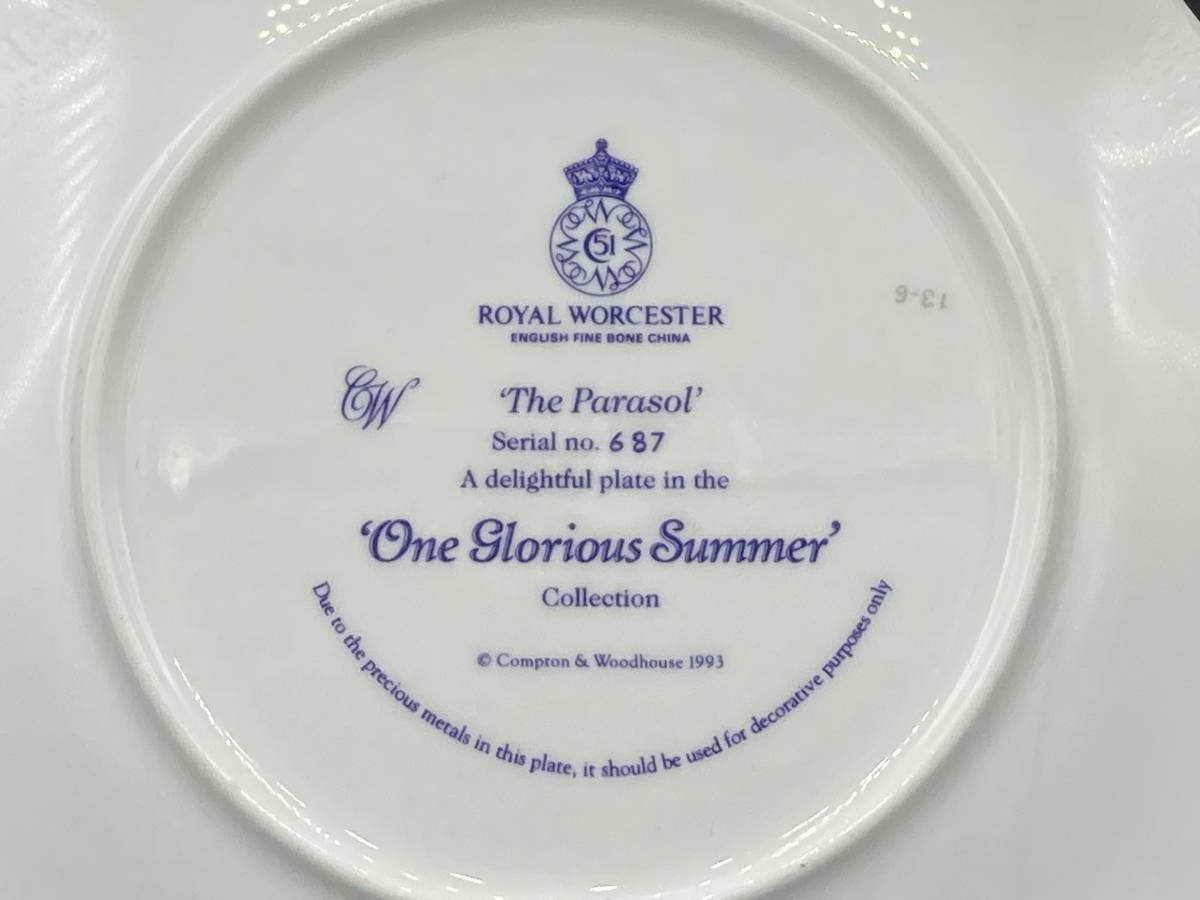 51
ROYAL WORCESTER
ENGLISH FINE BONE CHINA
13-6
CW
'The Parasol'
Serial no. 687
A delightful plate in the
'One Glorious Summer'
Collection
© Compton & Woodhouse 1993
Due to the precious metals in this plate, it should be used for decorative purposes only